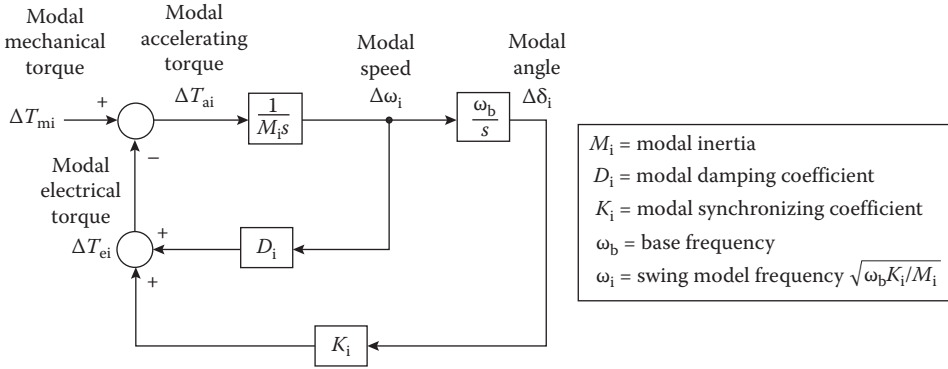 Modal
mechanical
torque
Modal
accelerating
torque
Modal
speed
Modal
angle
ΔT_mi
+
−
ΔT_ai
1
M_i s
Δω_i
ω_b
s
Δδ_i
Modal
electrical
torque
ΔT_ei
+
+
D_i
K_i
M_i = modal inertia
D_i = modal damping coefficient
K_i = modal synchronizing coefficient
ω_b = base frequency
ω_i = swing model frequency √ω_b K_i/M_i